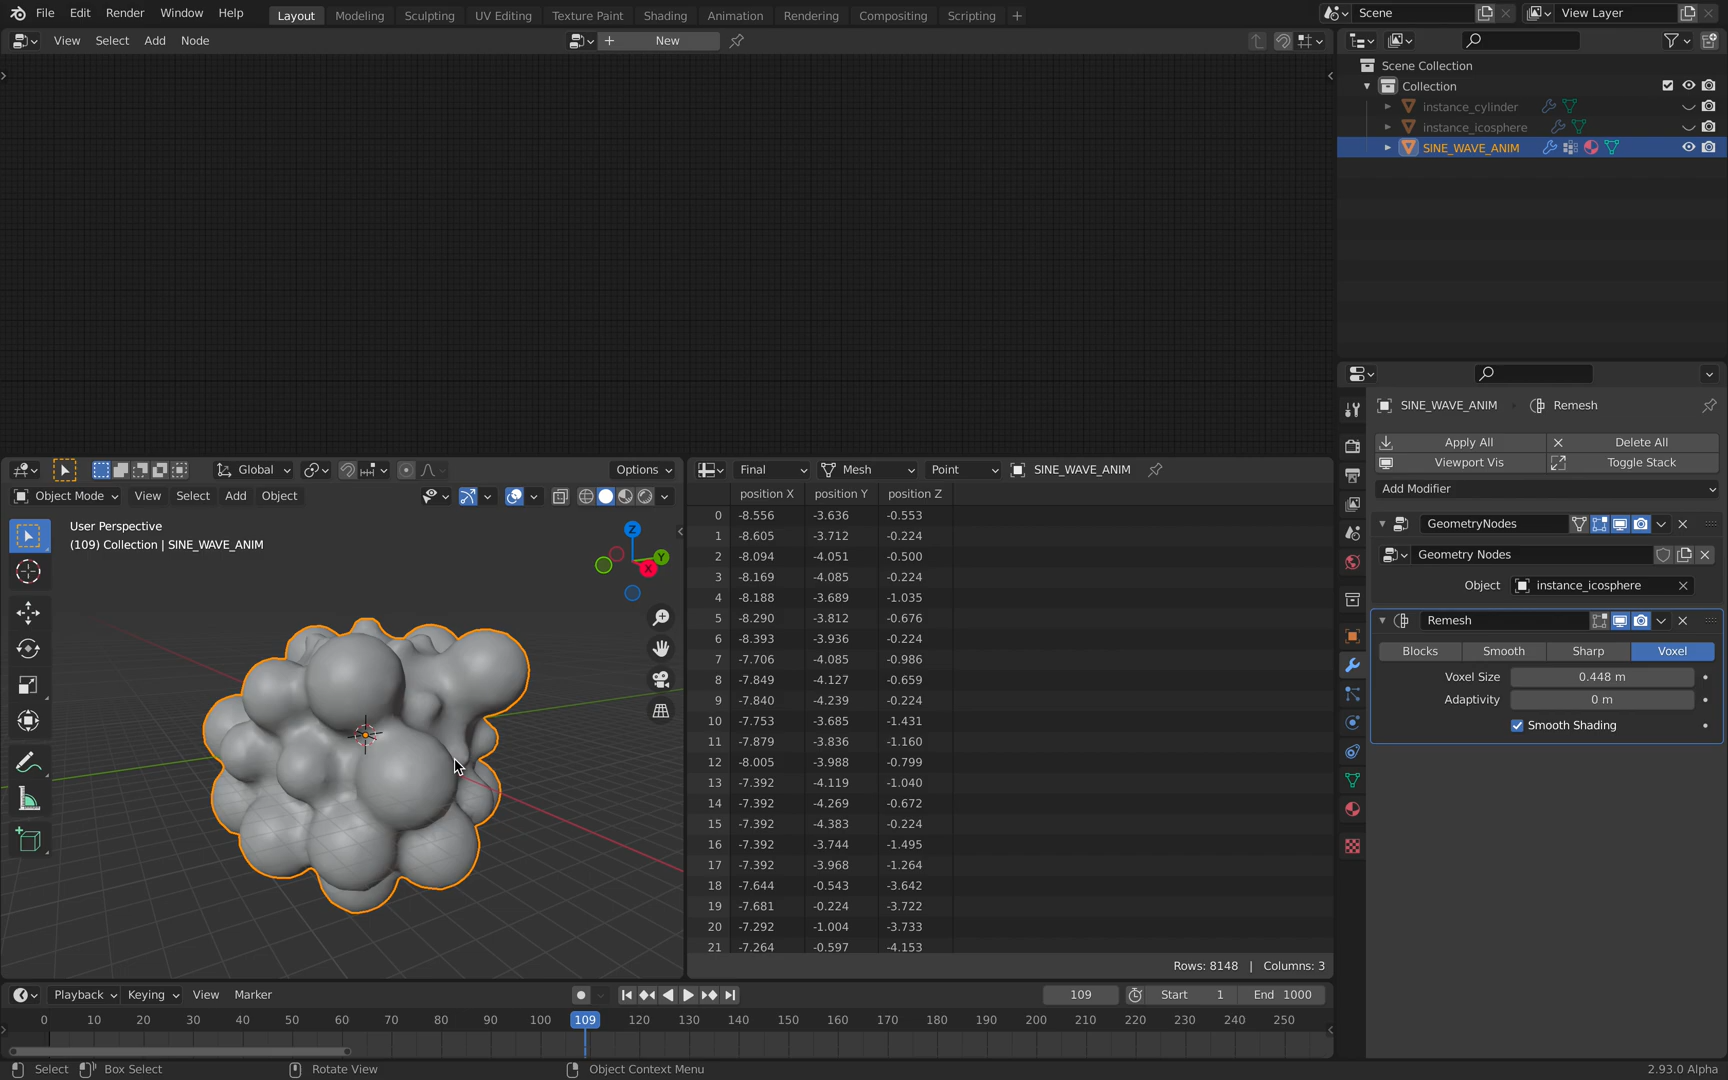 File Edit Render Window Help Layout Modeling Sculpting UV Editing Texture Paint Shading Animation Rendering Compositing Scripting + Scene View Layer
View Select Add Node + New
Scene Collection
Collection
instance_cylinder
instance_icosphere
SINE_WAVE_ANIM
SINE_WAVE_ANIM Remesh
Apply All Delete All
Viewport Vis Toggle Stack
Add Modifier
GeometryNodes
Geometry Nodes
Object instance_icosphere
Remesh
Blocks Smooth Sharp Voxel
Voxel Size 0.448 m
Adaptivity 0 m
Smooth Shading
Global Options
Object Mode View Select Add Object
User Perspective
(109) Collection | SINE_WAVE_ANIM
Z
Y
X
Final Mesh Point SINE_WAVE_ANIM
position X position Y position Z
0 -8.556 -3.636 -0.553
1 -8.605 -3.712 -0.224
2 -8.094 -4.051 -0.500
3 -8.169 -4.085 -0.224
4 -8.188 -3.689 -1.035
5 -8.290 -3.812 -0.676
6 -8.393 -3.936 -0.224
7 -7.706 -4.085 -0.986
8 -7.849 -4.127 -0.659
9 -7.840 -4.239 -0.224
10 -7.753 -3.685 -1.431
11 -7.879 -3.836 -1.160
12 -8.005 -3.988 -0.799
13 -7.392 -4.119 -1.040
14 -7.392 -4.269 -0.672
15 -7.392 -4.383 -0.224
16 -7.392 -3.744 -1.495
17 -7.392 -3.968 -1.264
18 -7.644 -0.543 -3.642
19 -7.681 -0.224 -3.722
20 -7.292 -1.004 -3.733
21 -7.264 -0.597 -4.153
Rows: 8148 | Columns: 3
Playback Keying View Marker 109 Start 1 End 1000
0 10 20 30 40 50 60 70 80 90 100 109 120 130 140 150 160 170 180 190 200 210 220 230 240 250
Select Box Select Rotate View Object Context Menu 2.93.0 Alpha